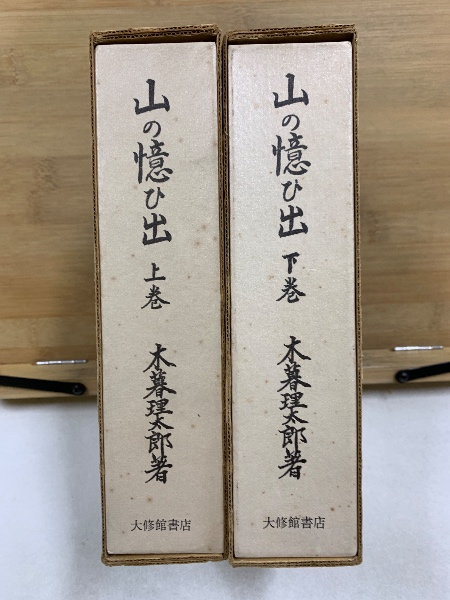 山の憶ひ出 上巻
木暮理太郎著
大修館書店
山の憶ひ出 下巻
木暮理太郎著
大修館書店